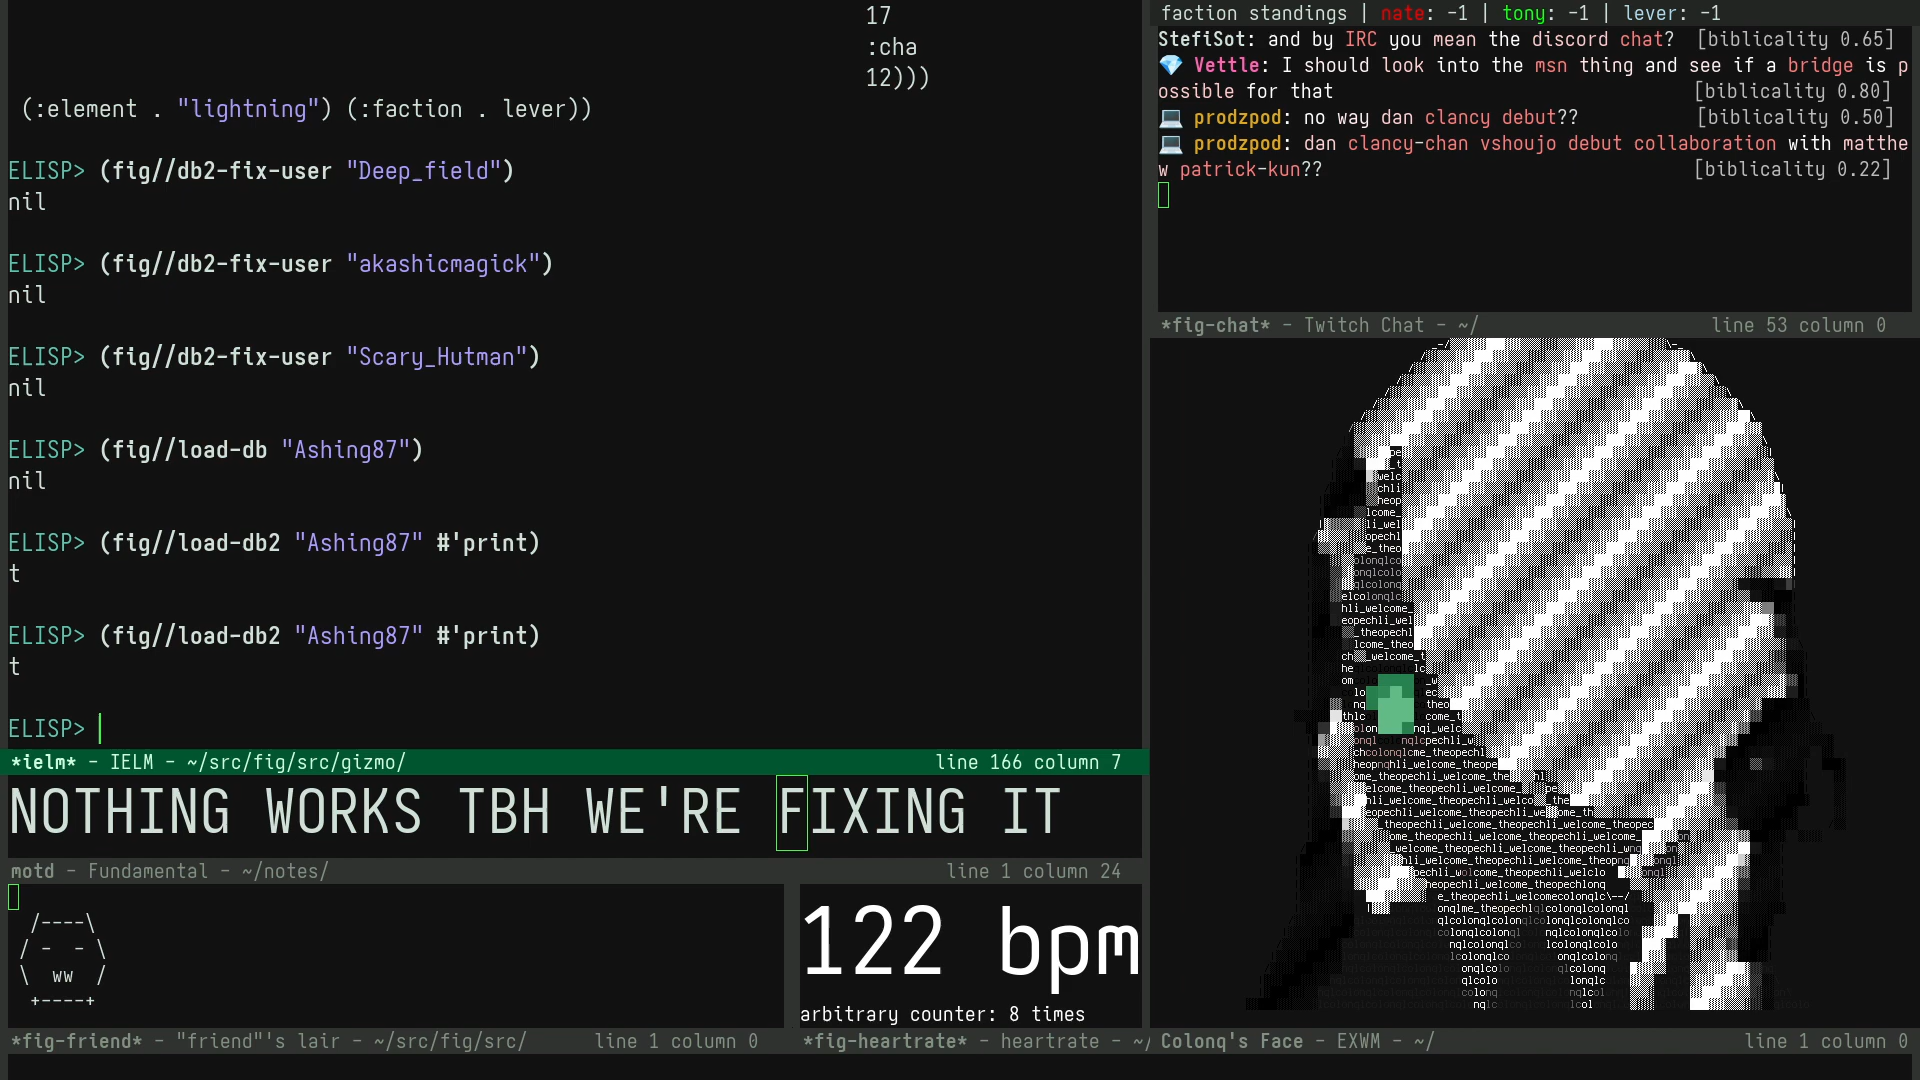 17
:cha
12)))
(:element . "lightning") (:faction . lever))
ELISP> (fig//db2-fix-user "Deep_field")
nil
ELISP> (fig//db2-fix-user "akashicmagick")
nil
ELISP> (fig//db2-fix-user "Scary_Hutman")
nil
ELISP> (fig//load-db "Ashing87")
nil
ELISP> (fig//load-db2 "Ashing87" #'print)
t
ELISP> (fig//load-db2 "Ashing87" #'print)
t
ELISP>
*ielm* - IELM - ~/src/fig/src/gizmo/ line 166 column 7
NOTHING WORKS TBH WE'RE FIXING IT
motd - Fundamental - ~/notes/ line 1 column 24
/----\
/ - - \
\ ww /
+----+
*fig-friend* - "friend"'s lair - ~/src/fig/src/ line 1 column 0
122 bpm
arbitrary counter: 8 times
*fig-heartrate* - heartrate - ~/
faction standings | nate: -1 | tony: -1 | lever: -1
StefiSot: and by IRC you mean the discord chat? [biblicality 0.65]
💎 Vettle: I should look into the msn thing and see if a bridge is p
ossible for that [biblicality 0.80]
💻 prodzpod: no way dan clancy debut?? [biblicality 0.50]
💻 prodzpod: dan clancy-chan vshoujo debut collaboration with matthe
w patrick-kun?? [biblicality 0.22]
*fig-chat* - Twitch Chat - ~/ line 53 column 0
Colonq's Face - EXWM - ~/ line 1 column 0